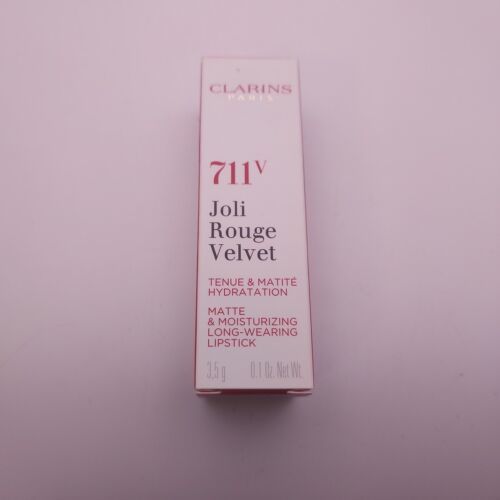 CLARINS
PARIS
711V
Joli
Rouge
Velvet
TENUE & MATITÉ
HYDRATATION
MATTE
& MOISTURIZING
LONG-WEARING
LIPSTICK
3,5 g 0.1 Oz. Net Wt.